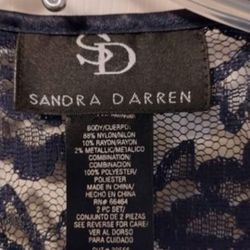 SD
SANDRA DARREN
BODY/CUERPO:
88% NYLON/NILON
10% RAYON/RAYON
2% METALLIC/METALICO
COMBINATION/
COMBINACION
100% POLYESTER/
POLIESTER
MADE IN CHINA/
HECHO EN CHINA
RN# 66464
2 PC SET/
CONJUNTO DE 2 PIEZAS
SEE REVERSE FOR CARE/
VER AL DORSO
PARA EL CUIDADO